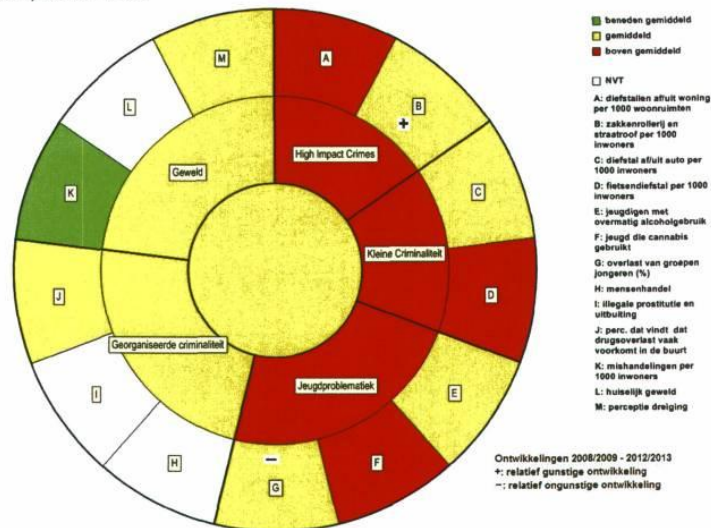 beneden gemiddeld
gemiddeld
boven gemiddeld
NVT
A: diefstallen af/uit woning
per 1000 woonruimten
B: zakkenrollerij en
straatroof per 1000
inwoners
C: diefstal af/uit auto per
1000 inwoners
D: fietsendiefstal per 1000
inwoners
E: jeugdigen met
overmatig alcoholgebruik
F: jeugd die cannabis
gebruikt
G: overlast van groepen
jongeren (%)
H: mensenhandel
I: illegale prostitutie en
uitbuiting
J: perc. dat vindt dat
drugsoverlast vaak
voorkomt in de buurt
K: mishandelingen per
1000 inwoners
L: huiselijk geweld
M: perceptie dreiging
Ontwikkelingen 2008/2009 - 2012/2013
+: relatief gunstige ontwikkeling
−: relatief ongunstige ontwikkeling
M
A
L
B
+
High Impact Crimes
Geweld
K
C
Kleine Criminaliteit
J
D
Georganiseerde criminaliteit
Jeugdproblematiek
I
E
H
−
G
F